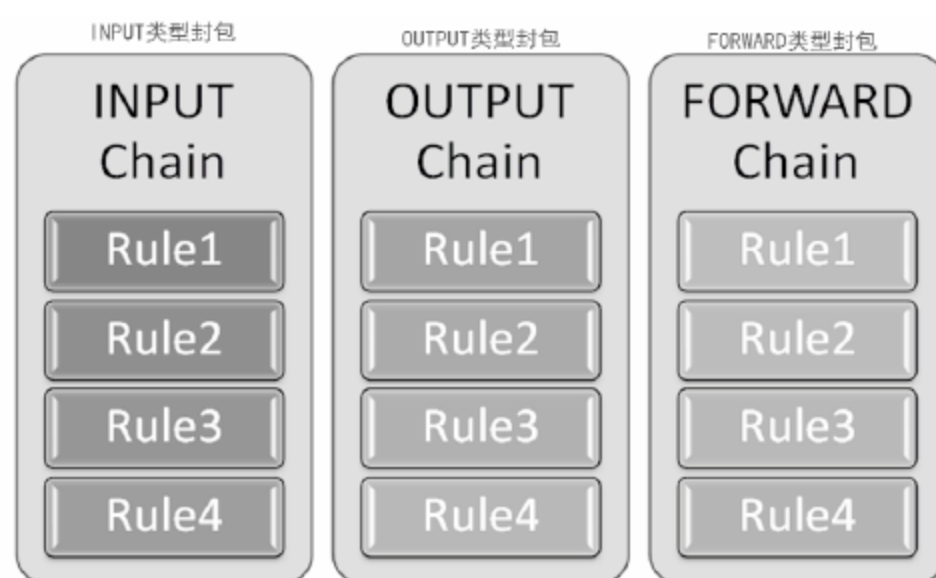 INPUT类型封包
OUTPUT类型封包
FORWARD类型封包
INPUT
Chain
Rule1
Rule2
Rule3
Rule4
OUTPUT
Chain
Rule1
Rule2
Rule3
Rule4
FORWARD
Chain
Rule1
Rule2
Rule3
Rule4